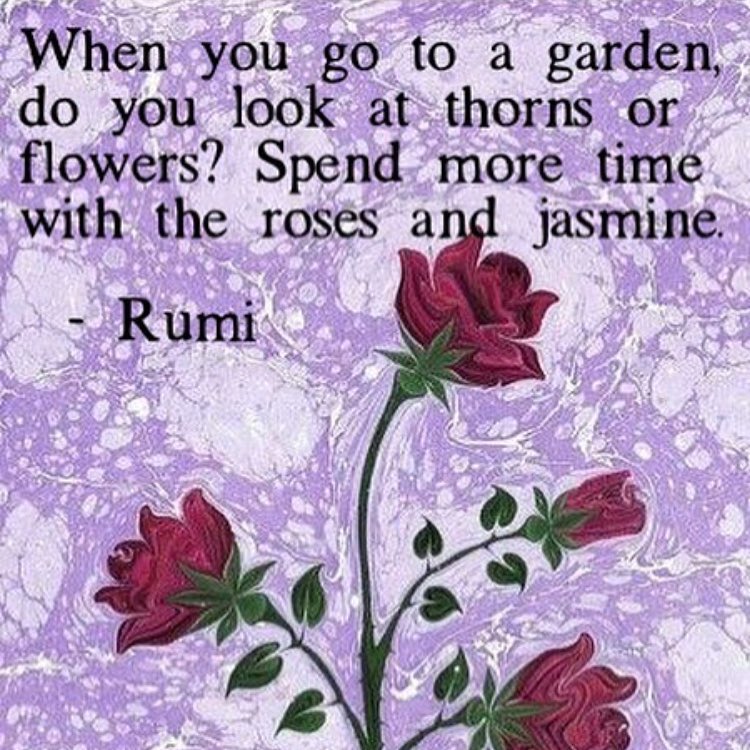 When you go to a garden,
do you look at thorns or
flowers? Spend more time
with the roses and jasmine.
- Rumi